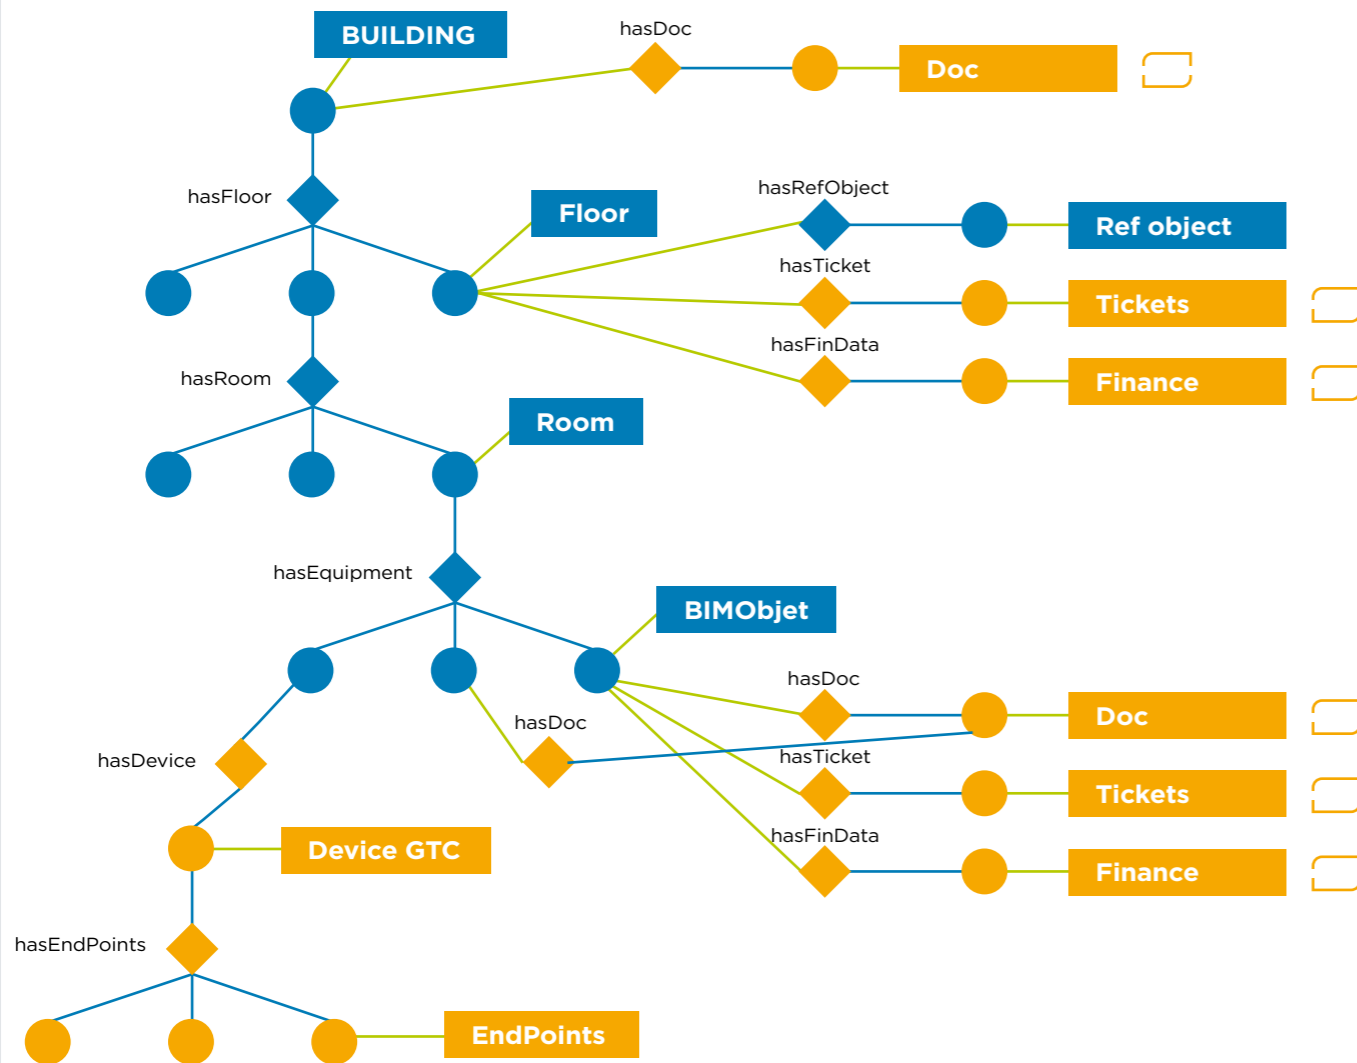 BUILDING
hasDoc
Doc
hasFloor
Floor
hasRefObject
Ref object
hasTicket
Tickets
hasFinData
Finance
hasRoom
Room
hasEquipment
BIMObjet
hasDoc
Doc
hasDoc
hasDevice
hasTicket
Tickets
hasFinData
Device GTC
Finance
hasEndPoints
EndPoints